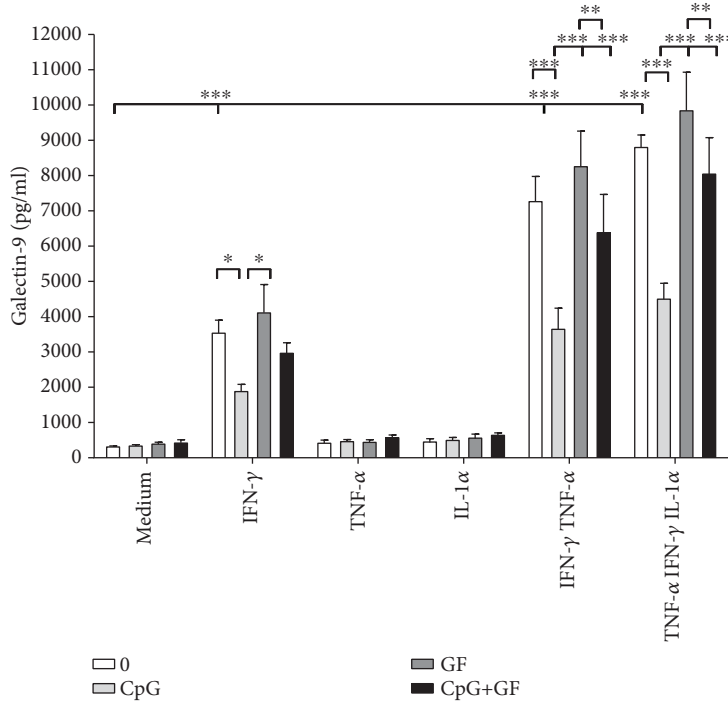 Galectin-9 (pg/ml)
12000
11000
10000
9000
8000
7000
6000
5000
4000
3000
2000
1000
0
***
*
*
***
***
***
***
**
***
***
***
***
**
Medium
IFN-γ
TNF-α
IL-1α
IFN-γ TNF-α
TNF-α IFN-γ IL-1α
0
CpG
GF
CpG+GF